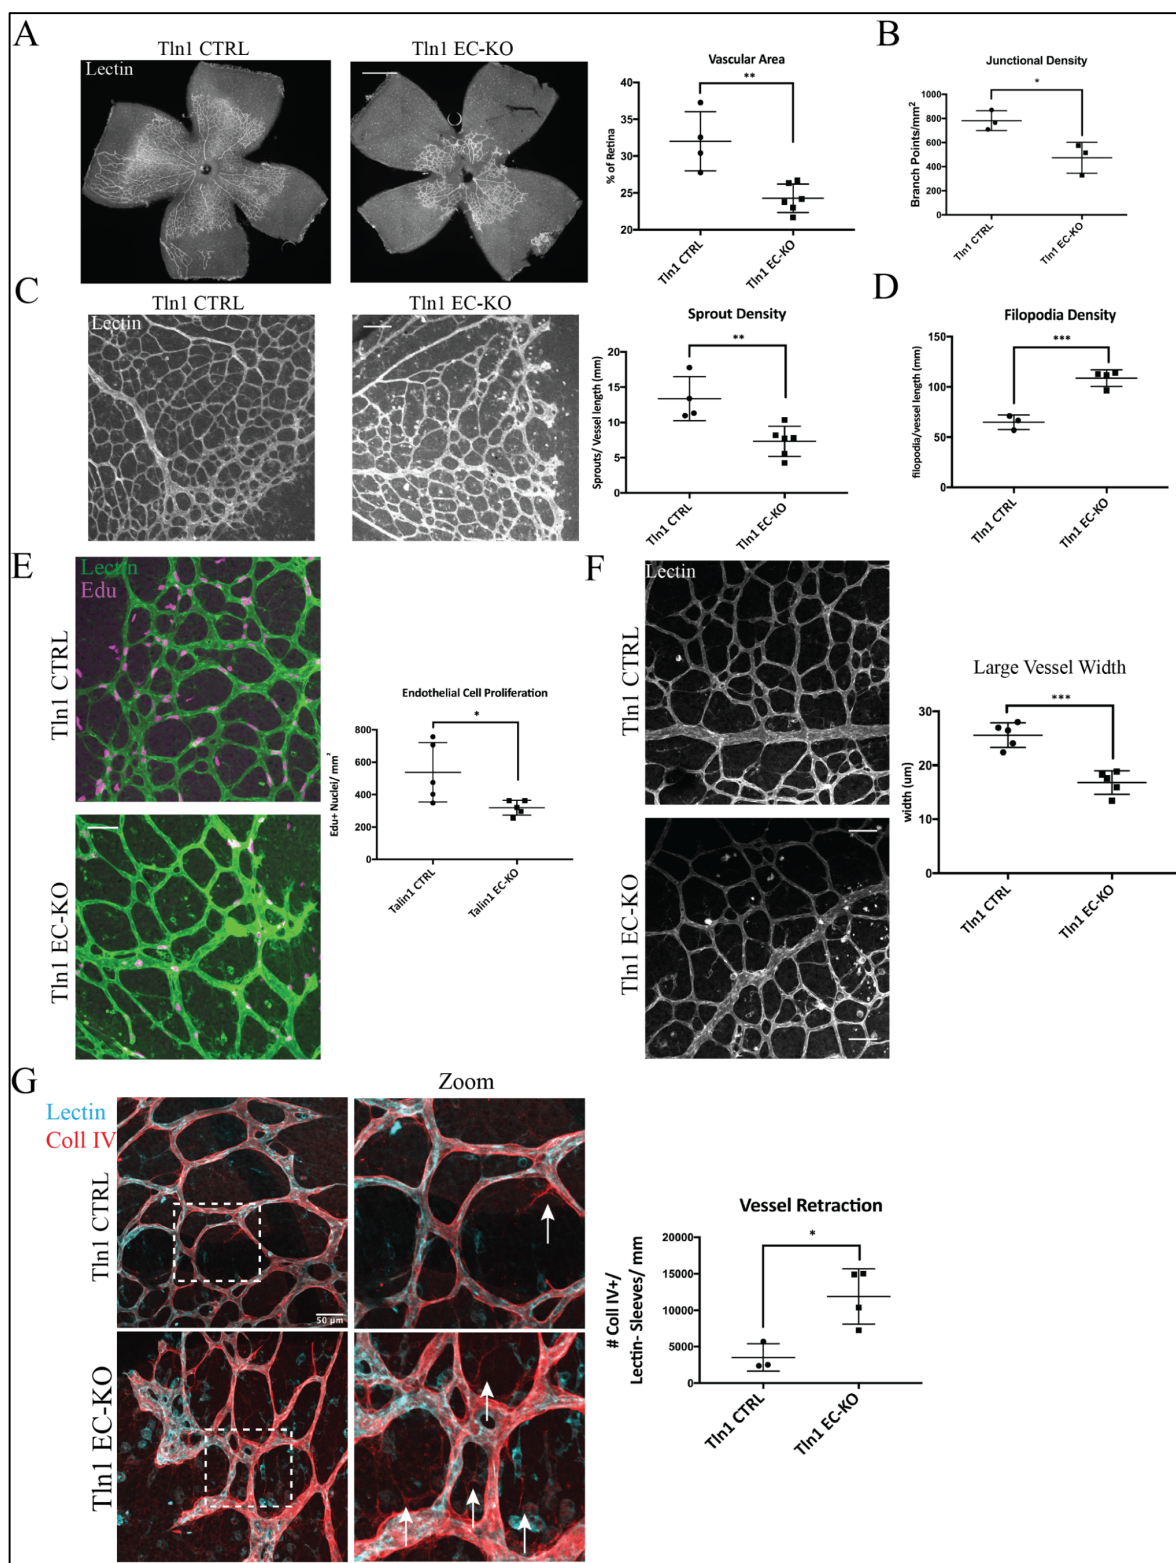 A
Tln1 CTRL
Tln1 EC-KO
Lectin
Vascular Area
**
% of Retina
40
35
30
25
20
Tln1 CTRL
Tln1 EC-KO
B
Junctional Density
*
Branch Points/mm²
1000
800
600
400
200
0
Tln1 CTRL
Tln1 EC-KO
C
Tln1 CTRL
Tln1 EC-KO
Lectin
Sprout Density
**
Sprouts/ Vessel length (mm)
20
15
10
5
0
Tln1 CTRL
Tln1 EC-KO
D
Filopodia Density
***
filopodia/vessel length (mm)
150
100
50
0
Tln1 CTRL
Tln1 EC-KO
E
Lectin
Edu
Tln1 CTRL
Tln1 EC-KO
Endothelial Cell Proliferation
*
Edu+ Nuclei/ mm²
800
600
400
200
0
Talin1 CTRL
Talin1 EC-KO
F
Lectin
Tln1 CTRL
Tln1 EC-KO
Large Vessel Width
***
width (um)
30
20
10
0
Tln1 CTRL
Tln1 EC-KO
G
Zoom
Lectin
Coll IV
Tln1 CTRL
50 μm
Tln1 EC-KO
Vessel Retraction
*
# Coll IV+/
Lectin- Sleeves/ mm
20000
15000
10000
5000
0
Tln1 CTRL
Tln1 EC-KO